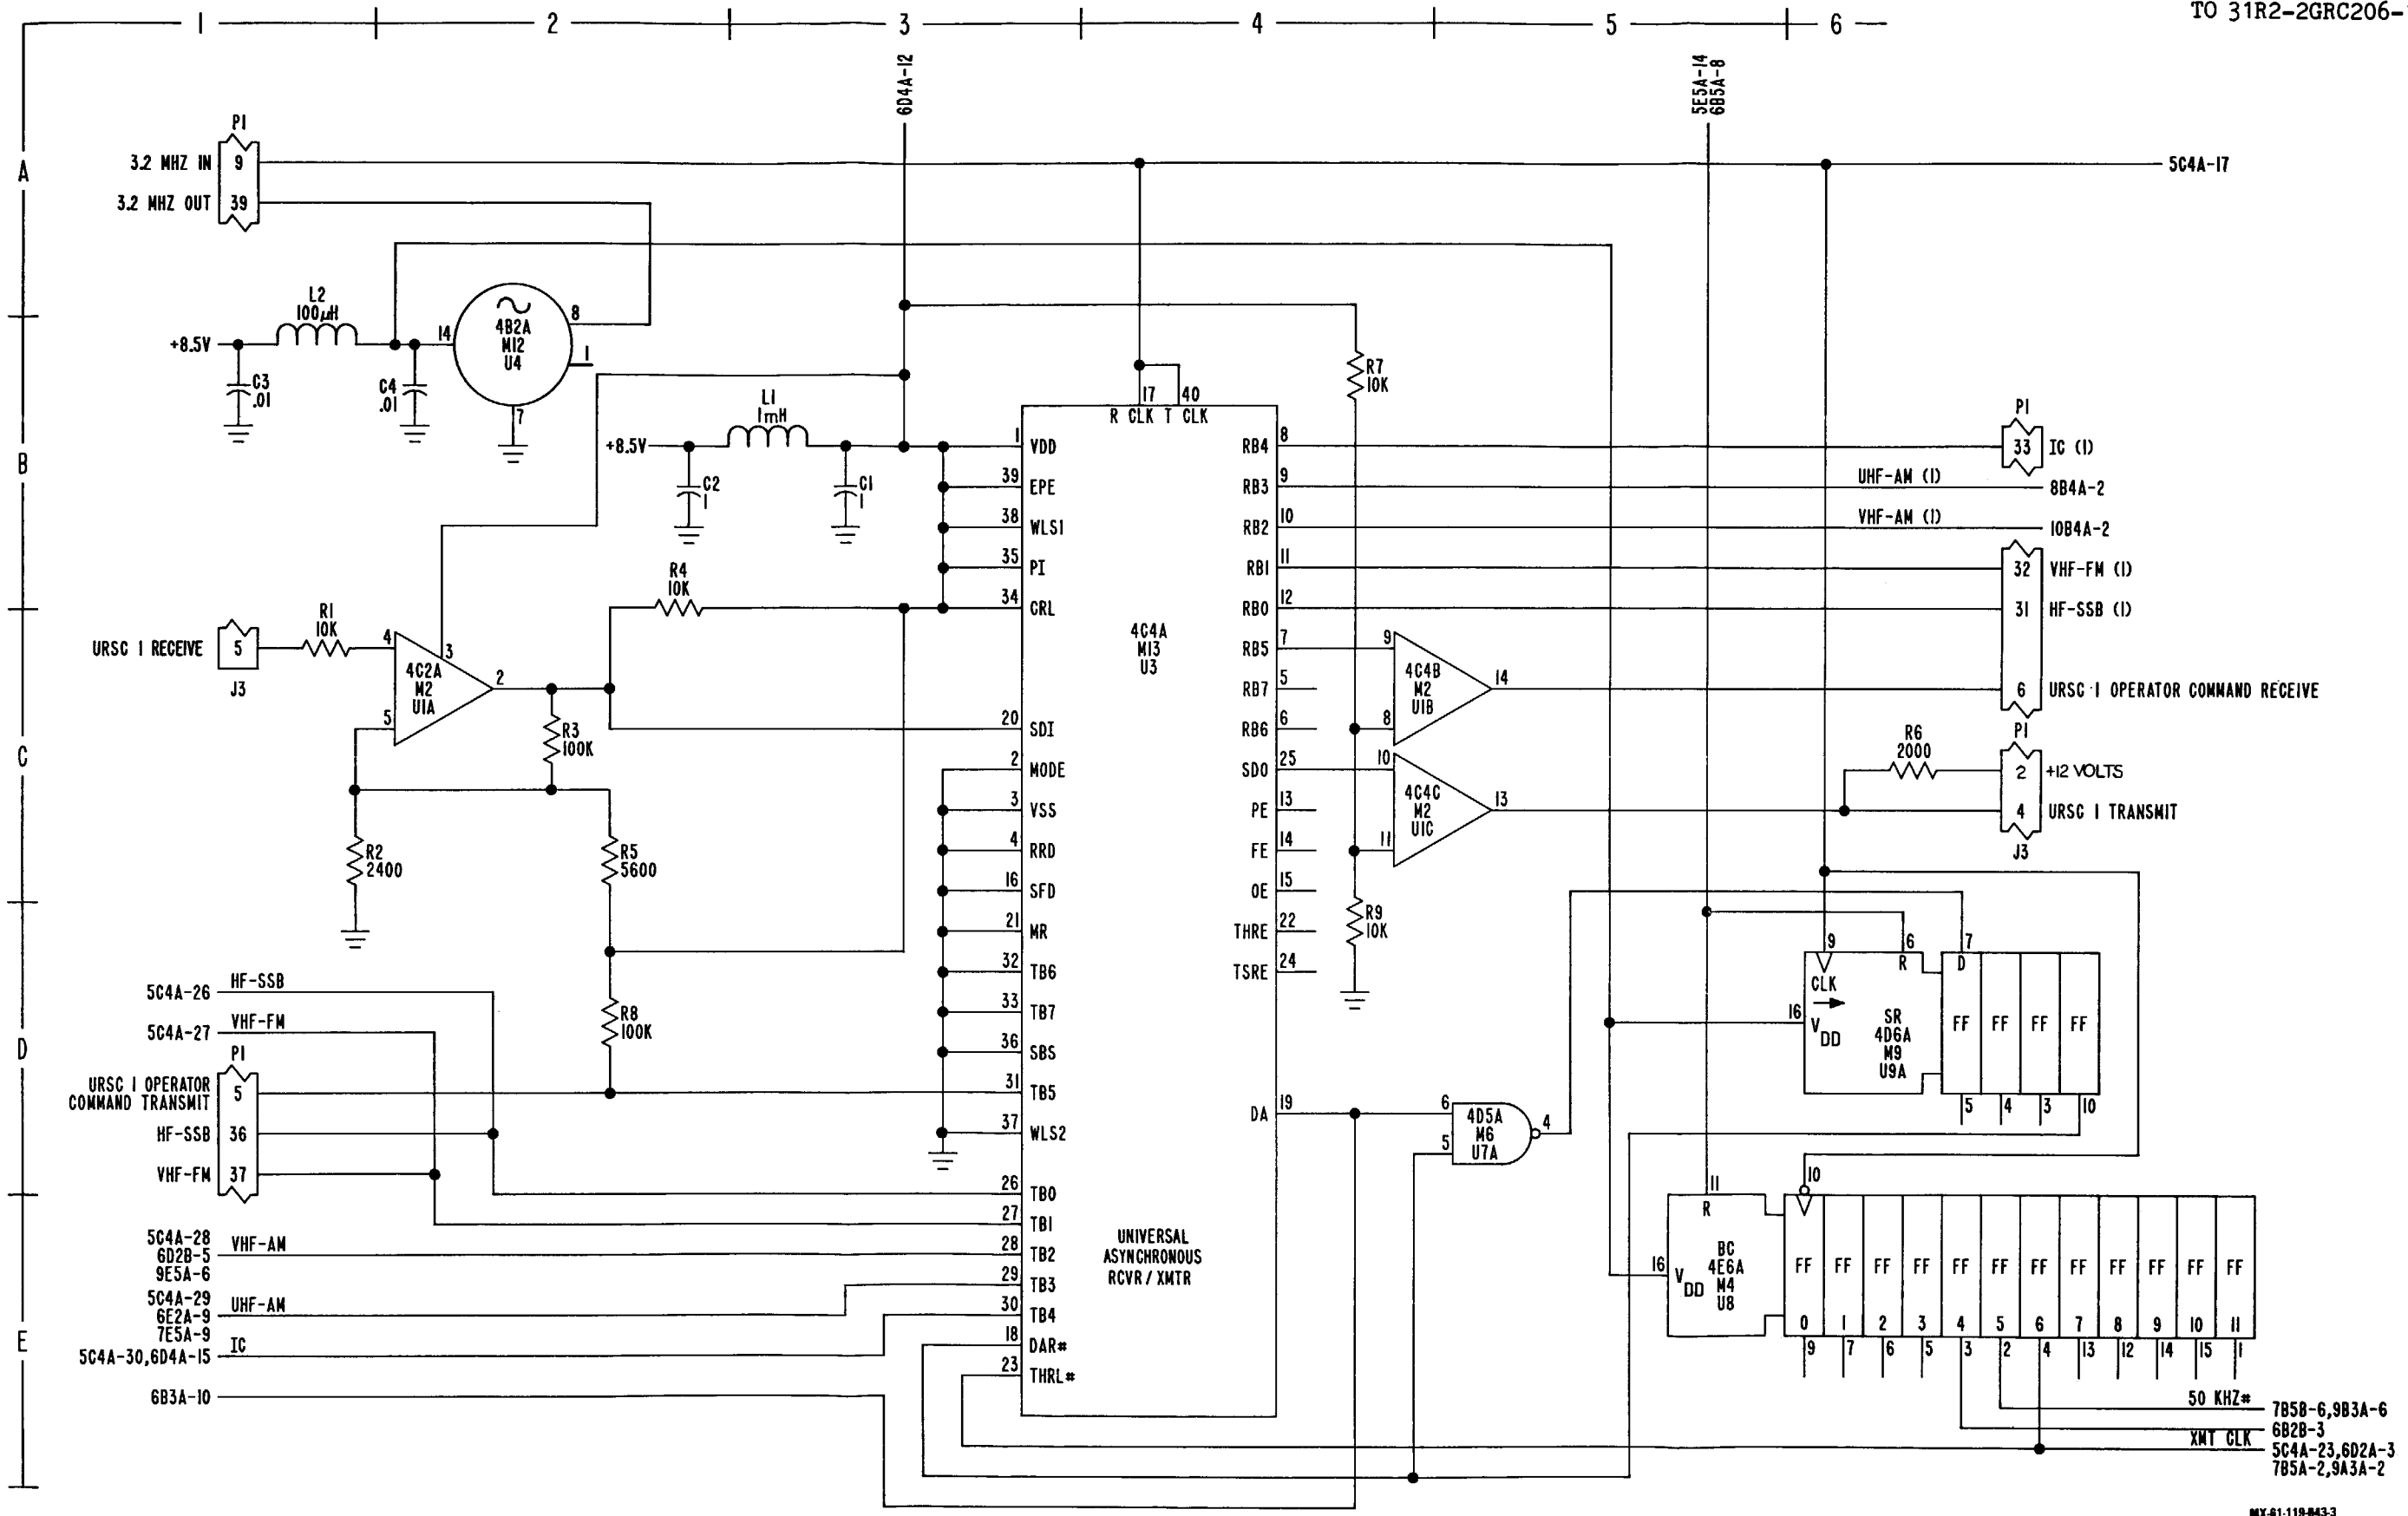 TO 31R2-2GRC206-
1 2 3 4 5 6
A
B
C
D
E
6D4A-12
5E5A-14
6B5A-8
P1
3.2 MHZ IN 9
3.2 MHZ OUT 39
5C4A-17
L2
100µH
+8.5V
C3
.01
C4
.01
14
4B2A
M12
U4
8
1
7
L1
1mH
+8.5V
C2
1
C1
1
R7
10K
17 40
R CLK T CLK
1 VDD
39 EPE
38 WLS1
35 PI
34 CRL
20 SDI
2 MODE
3 VSS
4 RRD
16 SFD
21 MR
32 TB6
33 TB7
36 SBS
31 TB5
37 WLS2
26 TB0
27 TB1
28 TB2
29 TB3
30 TB4
18 DAR#
23 THRL#
4C4A
M13
U3
UNIVERSAL
ASYNCHRONOUS
RCVR / XMTR
RB4 8
RB3 9
RB2 10
RB1 11
RB0 12
RB5 7
RB7 5
RB6 6
SDO 25
PE 13
FE 14
OE 15
THRE 22
TSRE 24
DA 19
P1
33 IC (1)
UHF-AM (1) 8B4A-2
VHF-AM (1) 10B4A-2
32 VHF-FM (1)
31 HF-SSB (1)
6 URSC 1 OPERATOR COMMAND RECEIVE
P1
2 +12 VOLTS
4 URSC 1 TRANSMIT
J3
R6
2000
9
4C4B
M2
U1B
8
14
10
4C4C
M2
U1C
11
13
R9
10K
URSC 1 RECEIVE 5
J3
R1
10K
4
4C2A
M2
U1A
5
3
2
R4
10K
R3
100K
R2
2400
R5
5600
R8
100K
5C4A-26 HF-SSB
5C4A-27 VHF-FM
P1
URSC 1 OPERATOR
COMMAND TRANSMIT 5
HF-SSB 36
VHF-FM 37
5C4A-28
6D2B-5 VHF-AM
9E5A-6
5C4A-29
6E2A-9 UHF-AM
7E5A-9
5C4A-30,6D4A-15 IC
6B3A-10
6
5
4D5A
M6
U7A
4
9 6 7
CLK R D
16 VDD
SR
4D6A
M9
U9A
FF FF FF FF
5 4 3 10
11 10
R
16 VDD
BC
4E6A
M4
U8
FF FF FF FF FF FF FF FF FF FF FF FF
0 1 2 3 4 5 6 7 8 9 10 11
9 7 6 5 3 2 4 13 12 14 15 1
50 KHZ# 7B5B-6,9B3A-6
6B2B-3
XMT CLK 5C4A-23,6D2A-3
7B5A-2,9A3A-2
MX-61-119-843-3